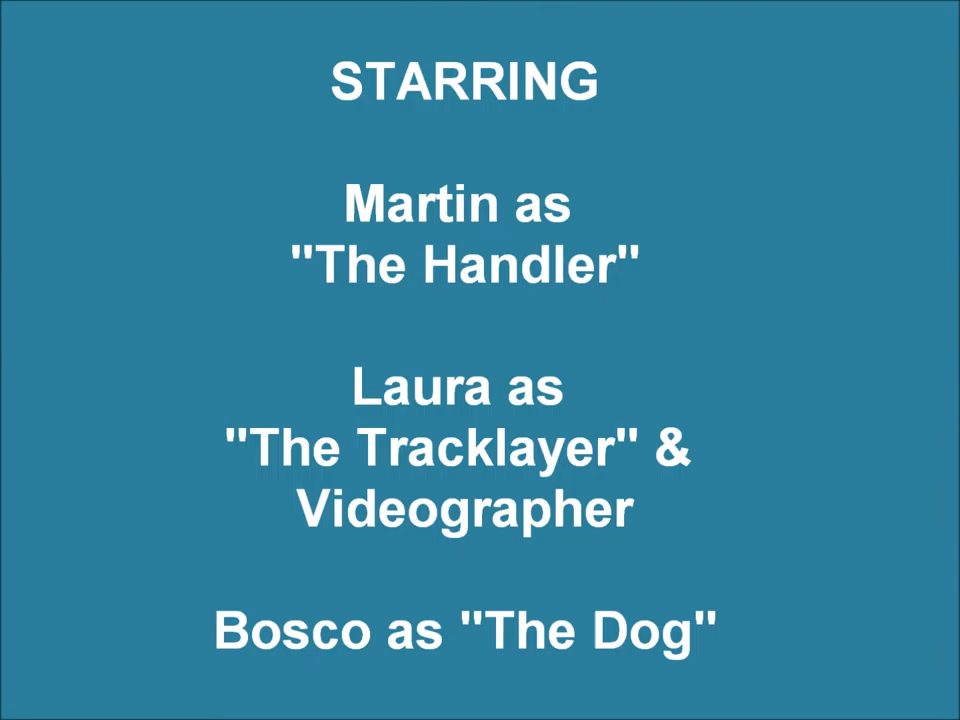 STARRING
Martin as
"The Handler"
Laura as
"The Tracklayer" &
Videographer
Bosco as "The Dog"